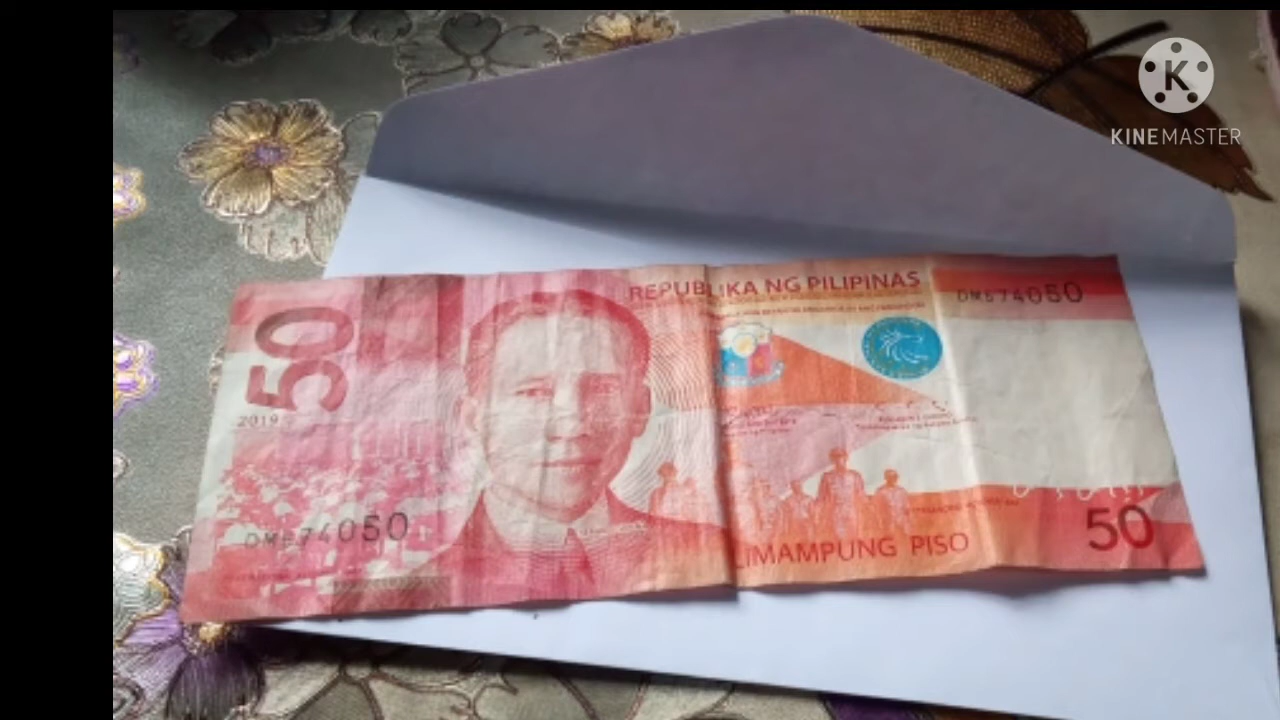 K
KINEMASTER
REPUBLIKA NG PILIPINAS
50
DM674050
2019
DM674050
LIMAMPUNG PISO
50